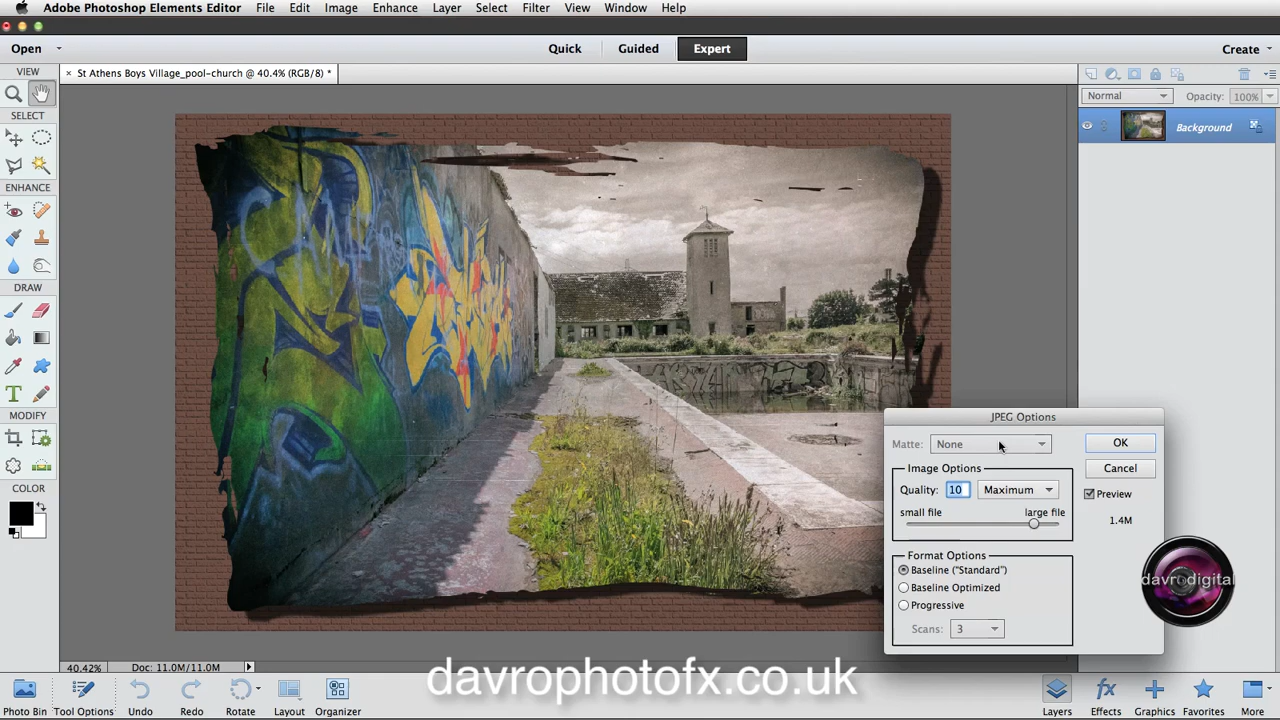 Adobe Photoshop Elements Editor File Edit Image Enhance Layer Select Filter View Window Help
Open Quick Guided Expert Create
VIEW
× St Athens Boys Village_pool-church @ 40.4% (RGB/8) *
Normal Opacity: 100%
SELECT
Background
ENHANCE
DRAW
MODIFY
COLOR
JPEG Options
Matte: None OK
Image Options Cancel
Quality: 10 Maximum Preview
small file large file 1.4M
Format Options
Baseline ("Standard")
Baseline Optimized
Progressive
Scans: 3
davrodigital
40.42% Doc: 11.0M/11.0M
davrophotofx.co.uk
Photo Bin Tool Options Undo Redo Rotate Layout Organizer Layers Effects Graphics Favorites More